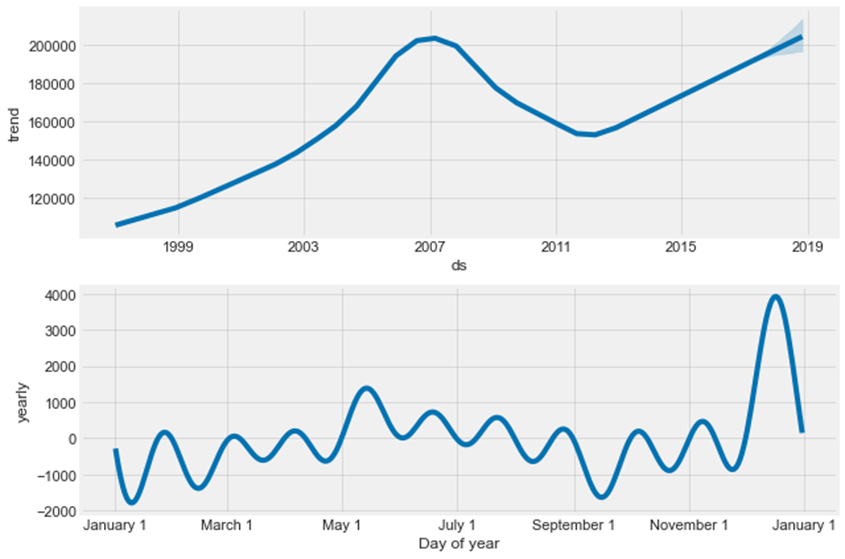 200000
180000
160000
140000
120000
trend
1999 2003 2007 2011 2015 2019
ds
4000
3000
2000
1000
0
−1000
−2000
yearly
January 1 March 1 May 1 July 1 September 1 November 1 January 1
Day of year